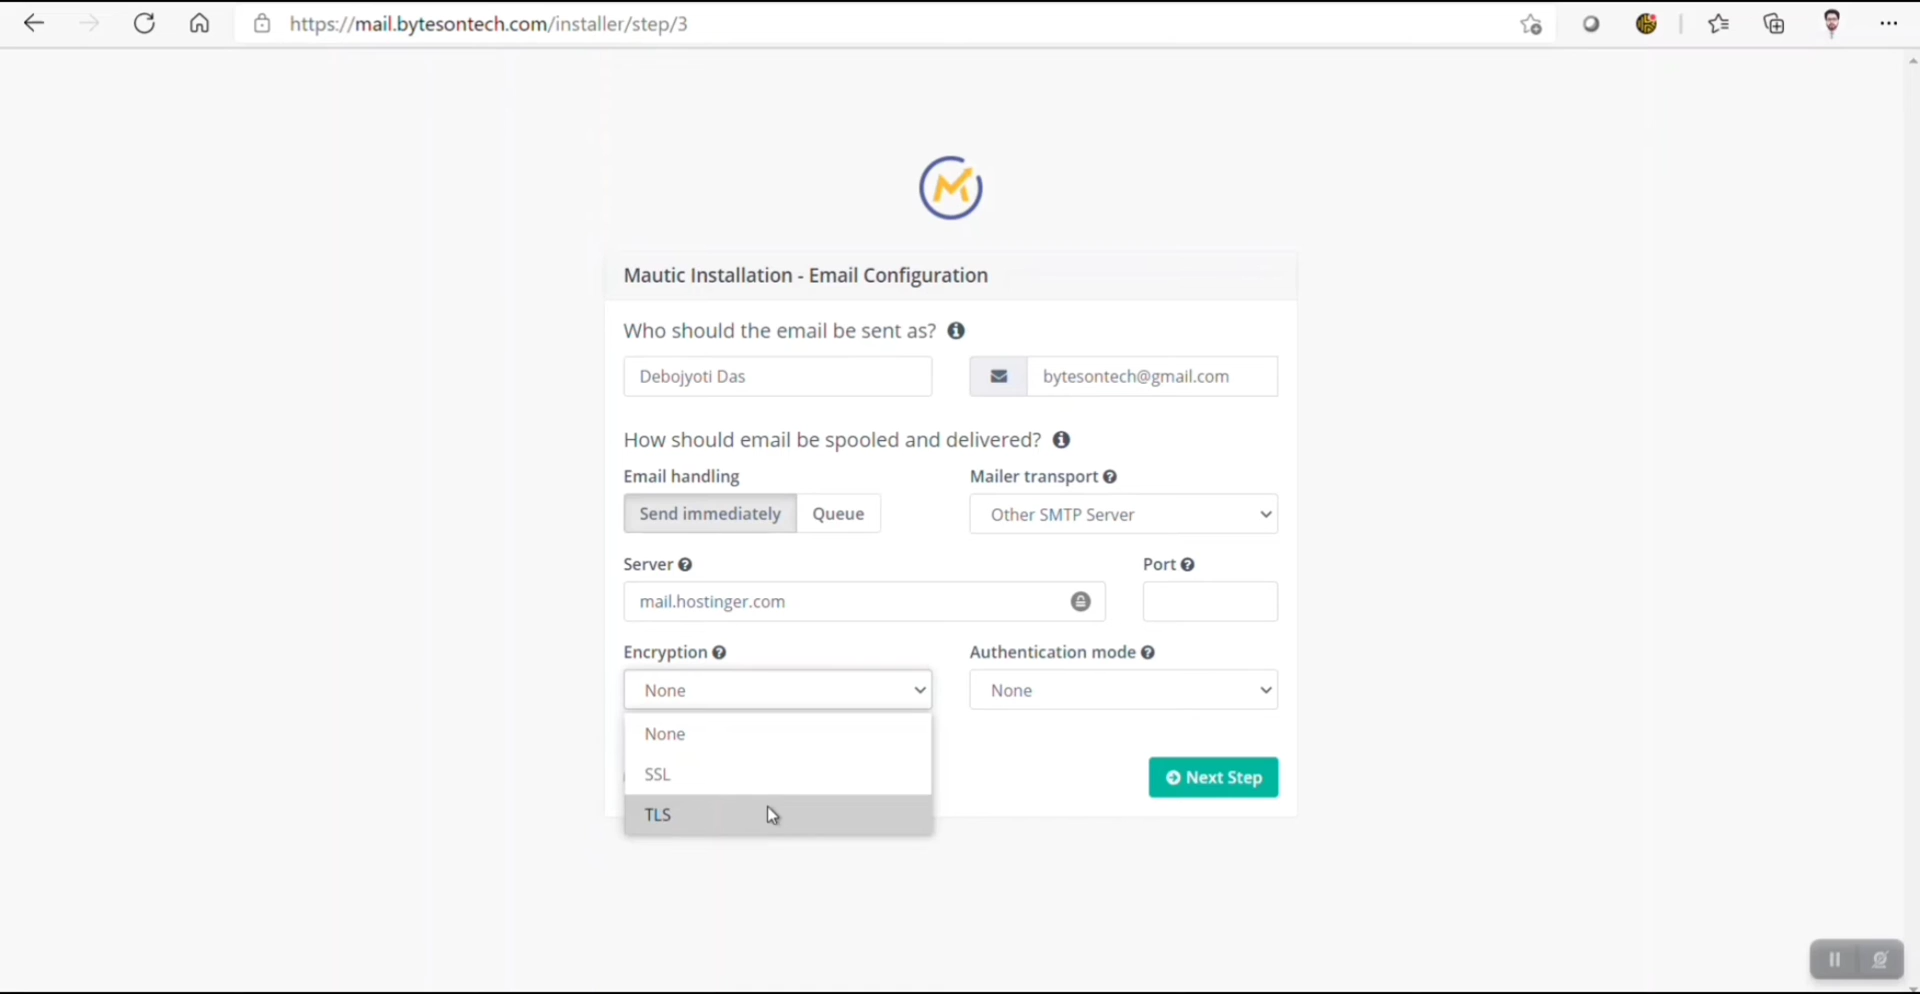 https://mail.bytesontech.com/installer/step/3
Mautic Installation - Email Configuration
Who should the email be sent as?
Debojyoti Das
bytesontech@gmail.com
How should email be spooled and delivered?
Email handling
Mailer transport
Send immediately
Queue
Other SMTP Server
Server
Port
mail.hostinger.com
Encryption
Authentication mode
None
None
None
SSL
TLS
Next Step